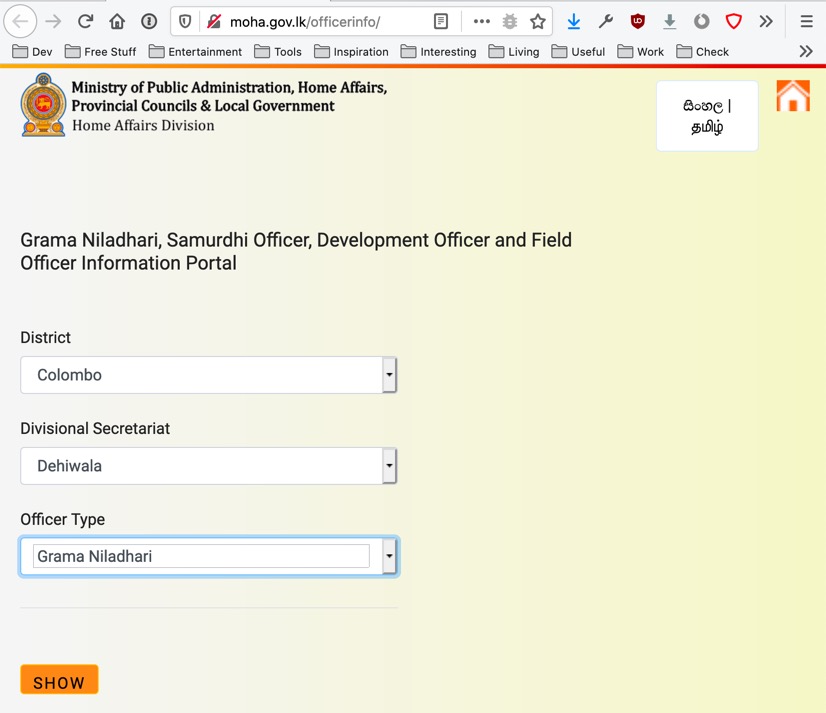 moha.gov.lk/officerinfo/
Dev
Free Stuff
Entertainment
Tools
Inspiration
Interesting
Living
Useful
Work
Check
Ministry of Public Administration, Home Affairs,
Provincial Councils & Local Government
Home Affairs Division
සිංහල |
தமிழ்
Grama Niladhari, Samurdhi Officer, Development Officer and Field
Officer Information Portal
District
Colombo
Divisional Secretariat
Dehiwala
Officer Type
Grama Niladhari
SHOW